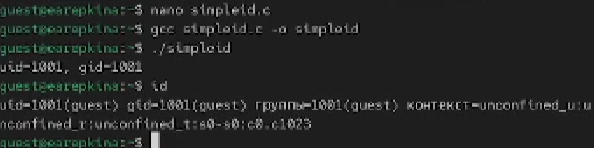 guest@earepkina:~$ nano simpleid.c
guest@earepkina:~$ gcc simpleid.c -o simpleid
guest@earepkina:~$ ./simpleid
uid=1001, gid=1001
guest@earepkina:~$ id
uid=1001(guest) gid=1001(guest) группы=1001(guest) контекст=unconfined_u:u
nconfined_r:unconfined_t:s0-s0:c0.c1023
guest@earepkina:~$